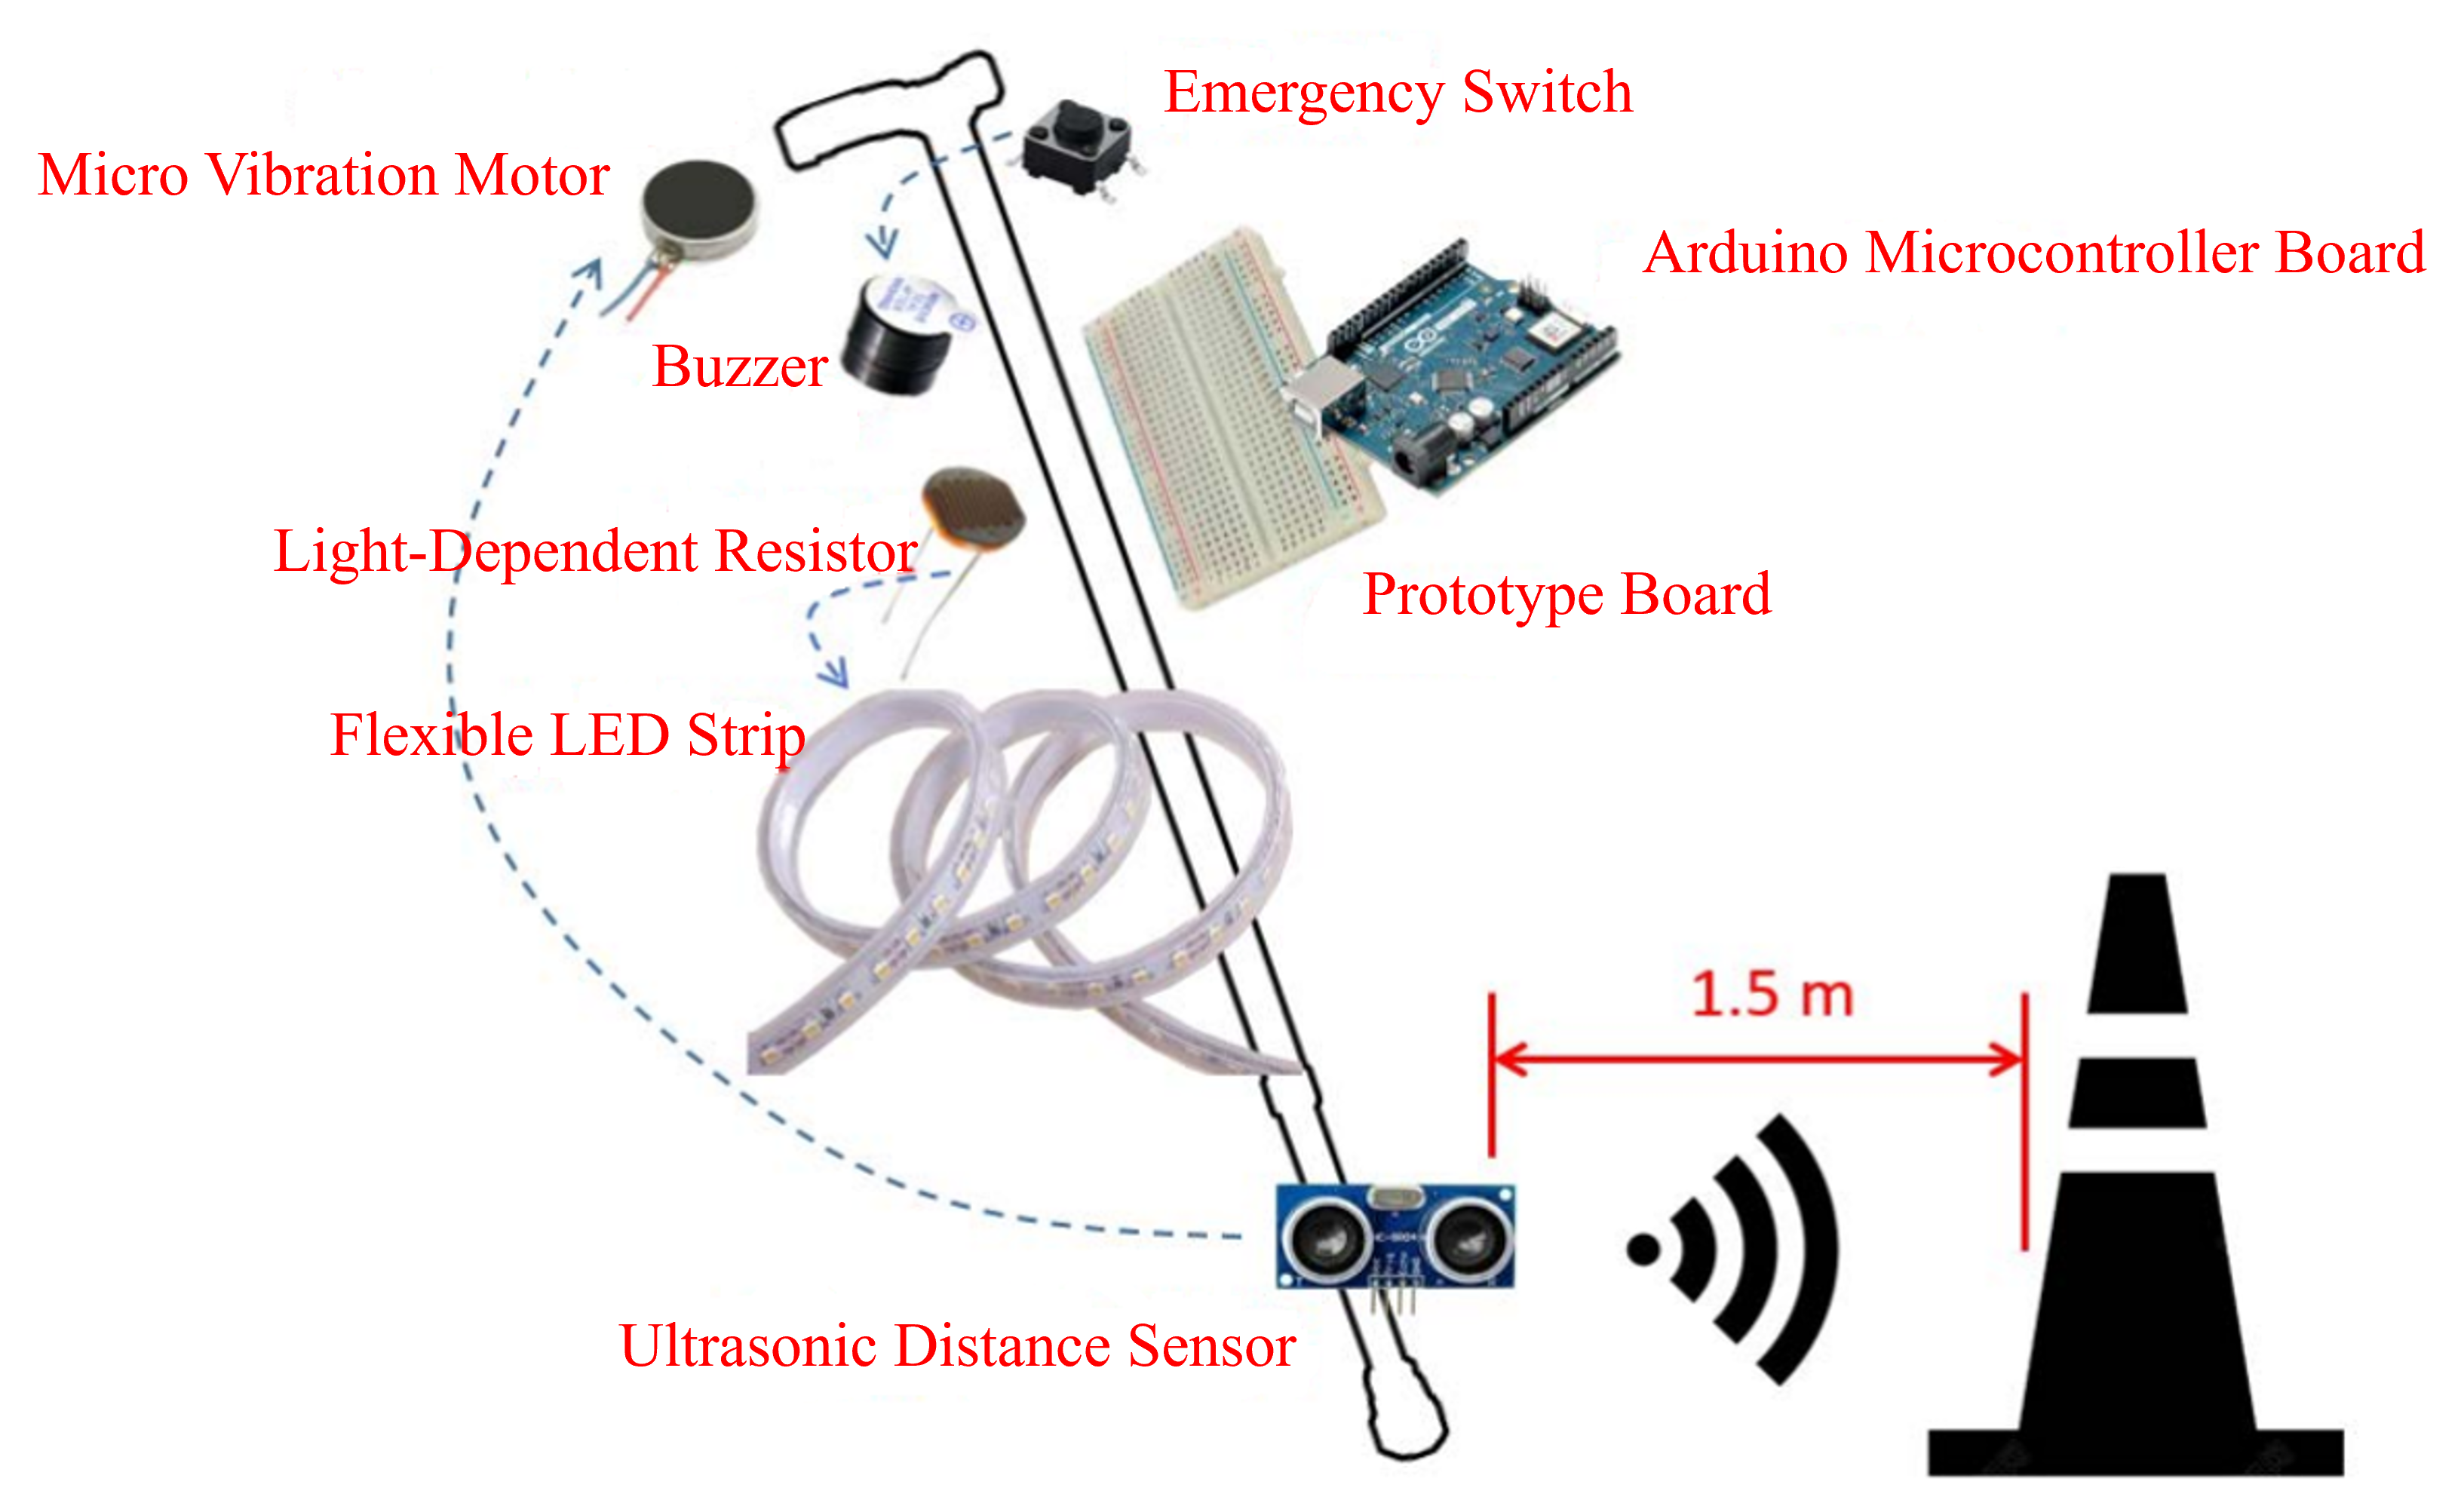 Emergency Switch
Micro Vibration Motor
Arduino Microcontroller Board
Buzzer
Light-Dependent Resistor
Prototype Board
Flexible LED Strip
1.5 m
Ultrasonic Distance Sensor